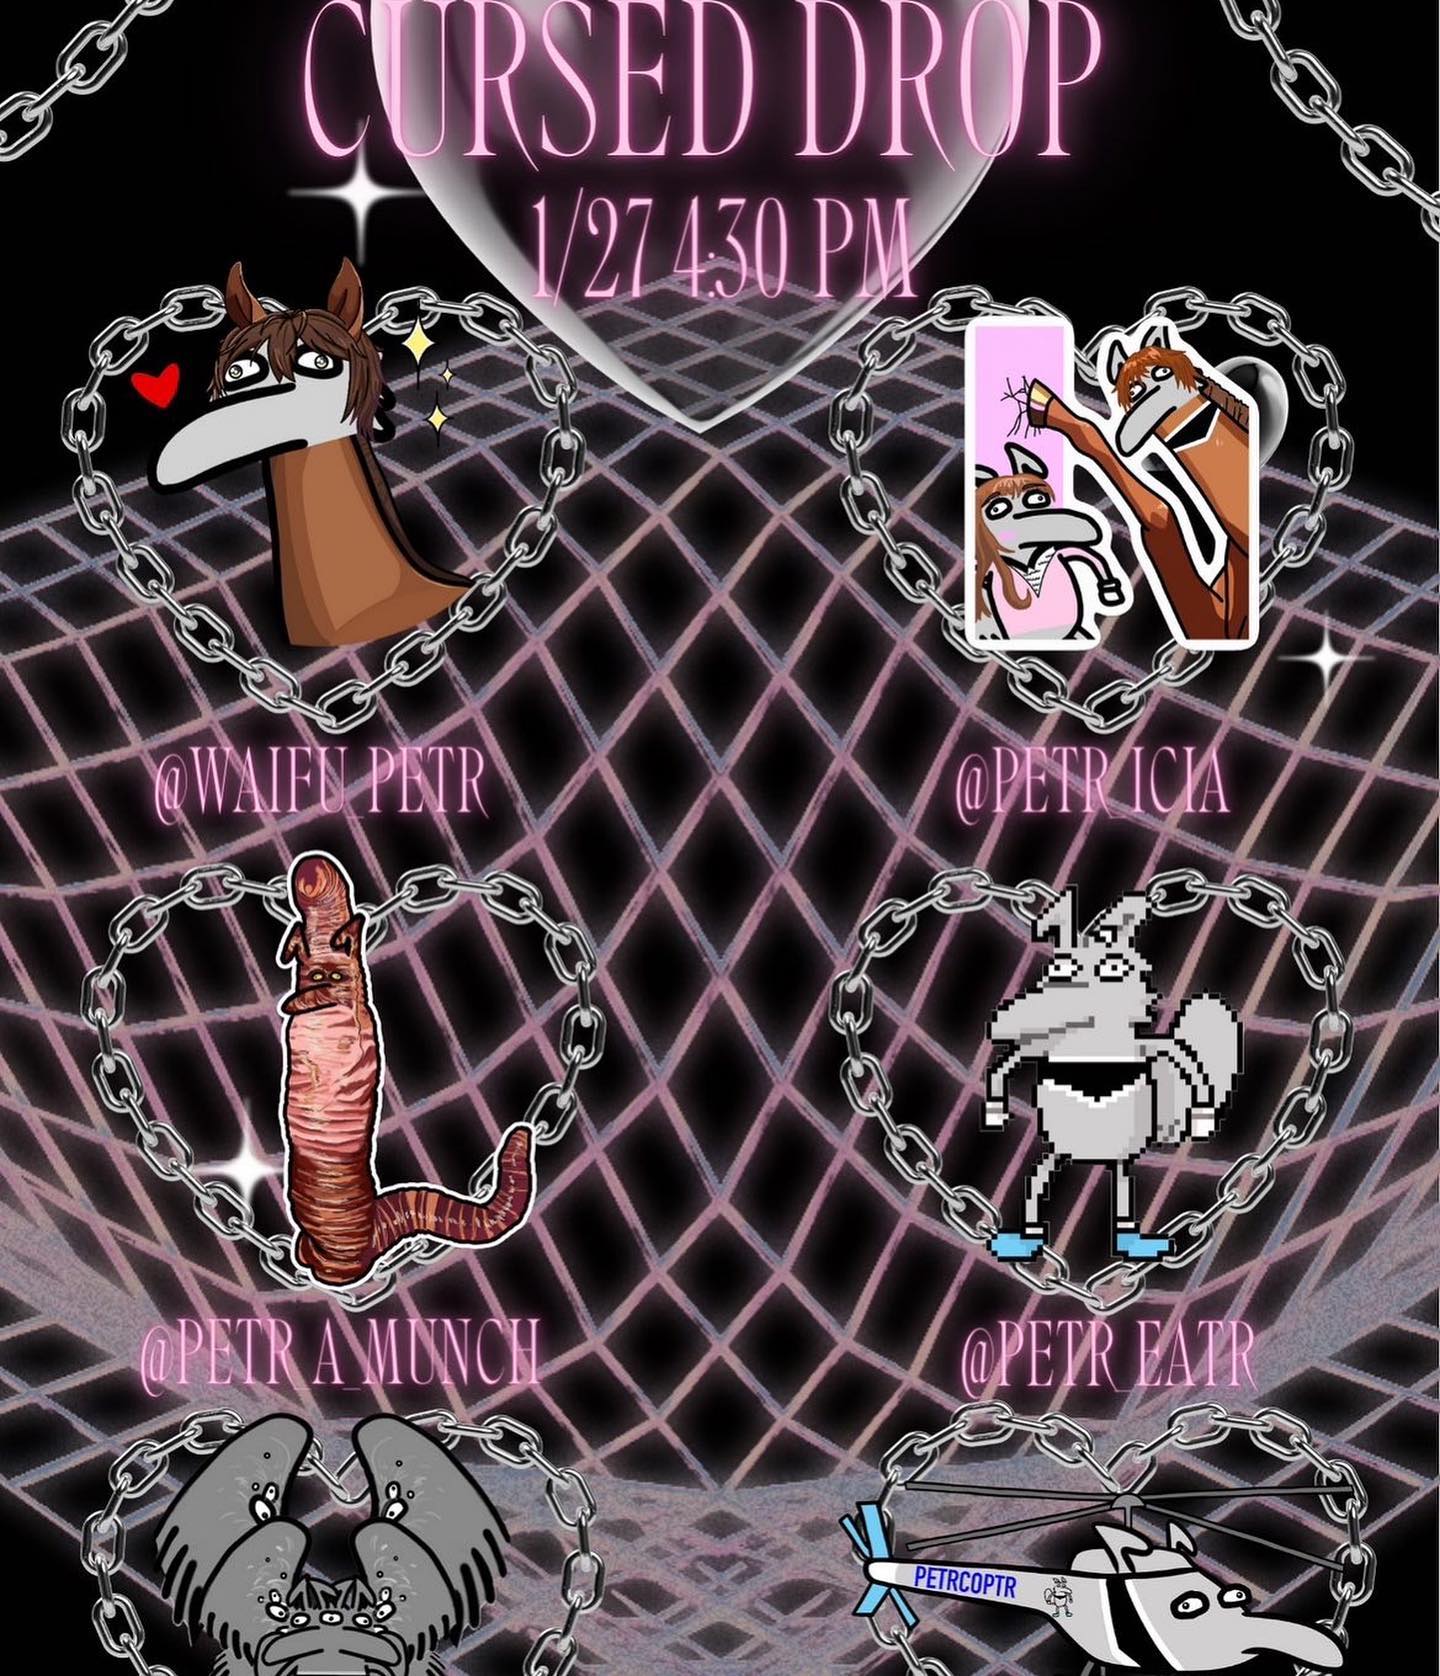 CURSED DROP
1/27 4:30 PM
@WAIFU_PETR
@PETR_ICIA
@PETR_A_MUNCH
@PETR_EATR
PETRCOPTR